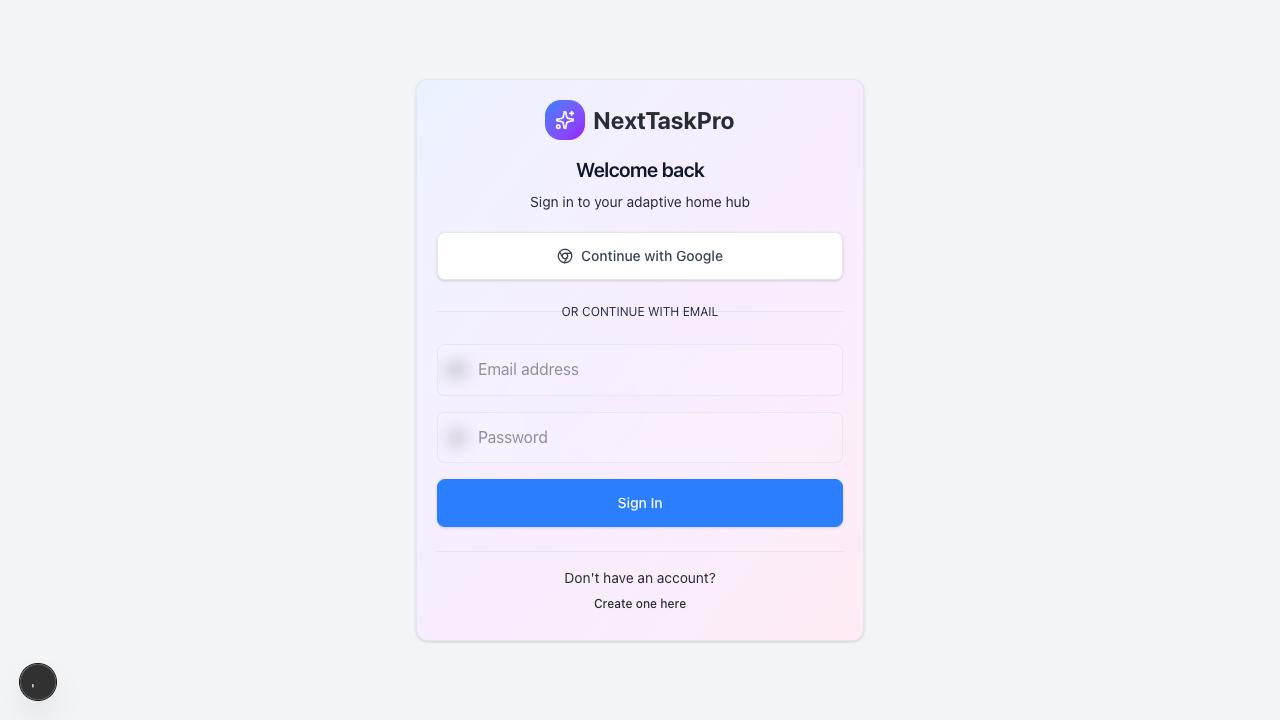 NextTaskPro
Welcome back
Sign in to your adaptive home hub
Continue with Google
OR CONTINUE WITH EMAIL
Email address
Password
Sign In
Don't have an account?
Create one here